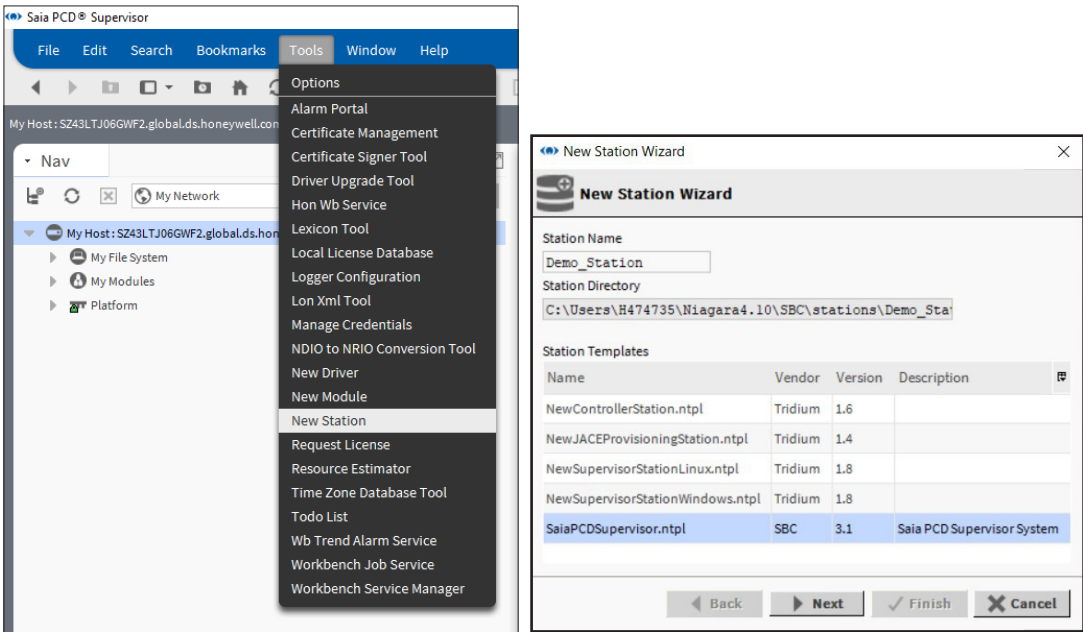 Saia PCD® Supervisor
File Edit Search Bookmarks Tools Window Help
My Host : SZ43LTJ06GWF2.global.ds.honeywell.con
Nav
My Network
My Host : SZ43LTJ06GWF2.global.ds.hon
My File System
My Modules
Platform
Options
Alarm Portal
Certificate Management
Certificate Signer Tool
Driver Upgrade Tool
Hon Wb Service
Lexicon Tool
Local License Database
Logger Configuration
Lon Xml Tool
Manage Credentials
NDIO to NRIO Conversion Tool
New Driver
New Module
New Station
Request License
Resource Estimator
Time Zone Database Tool
Todo List
Wb Trend Alarm Service
Workbench Job Service
Workbench Service Manager
New Station Wizard
New Station Wizard
Station Name
Demo_Station
Station Directory
C:\Users\H474735\Niagara4.10\SBC\stations\Demo_Sta
Station Templates
Name Vendor Version Description
NewControllerStation.ntpl Tridium 1.6
NewJACEProvisioningStation.ntpl Tridium 1.4
NewSupervisorStationLinux.ntpl Tridium 1.8
NewSupervisorStationWindows.ntpl Tridium 1.8
SaiaPCDSupervisor.ntpl SBC 3.1 Saia PCD Supervisor System
Back Next Finish Cancel